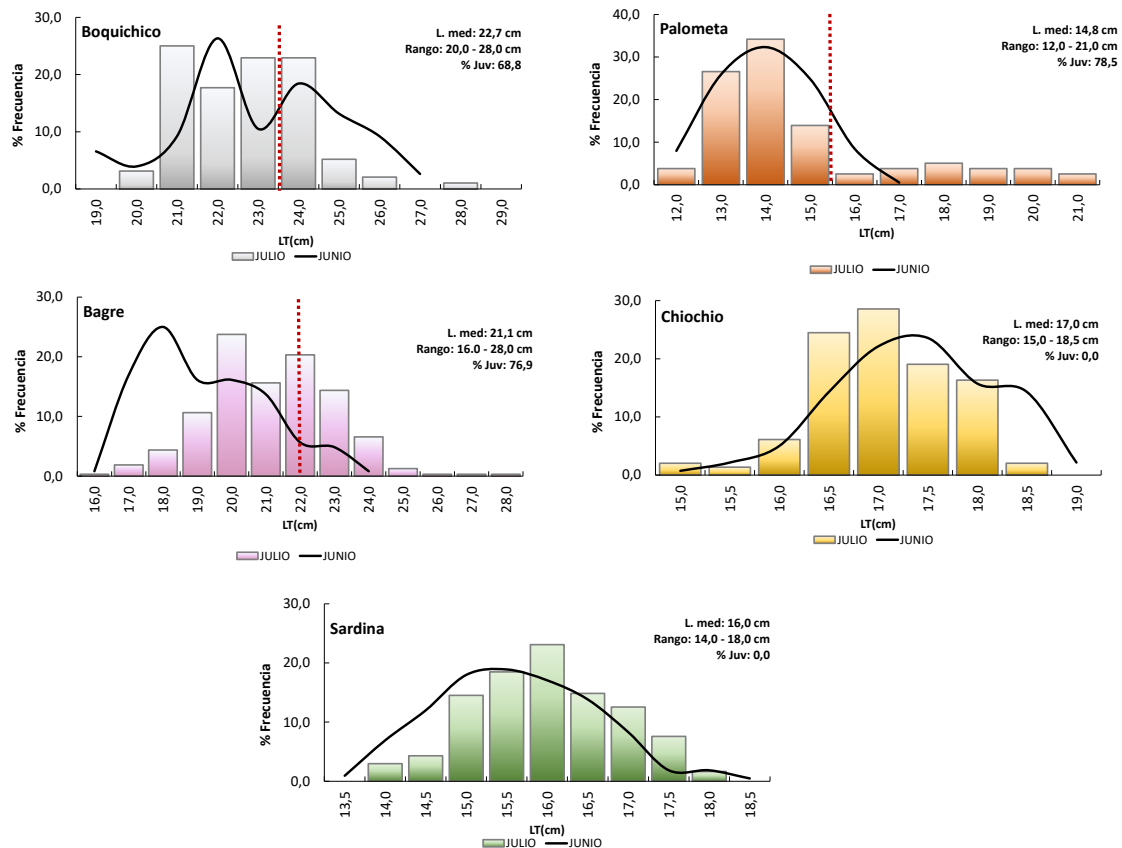 Boquichico
L. med: 22,7 cm
Rango: 20,0 - 28,0 cm
% Juv: 68,8
% Frecuencia
30,0
20,0
10,0
0,0
19,0
20,0
21,0
22,0
23,0
24,0
25,0
26,0
27,0
28,0
29,0
LT(cm)
JULIO
JUNIO
Palometa
L. med: 14,8 cm
Rango: 12,0 - 21,0 cm
% Juv: 78,5
% Frecuencia
40,0
30,0
20,0
10,0
0,0
12,0
13,0
14,0
15,0
16,0
17,0
18,0
19,0
20,0
21,0
LT(cm)
JULIO
JUNIO
Bagre
L. med: 21,1 cm
Rango: 16.0 - 28,0 cm
% Juv: 76,9
% Frecuencia
30,0
20,0
10,0
0,0
16,0
17,0
18,0
19,0
20,0
21,0
22,0
23,0
24,0
25,0
26,0
27,0
28,0
LT(cm)
JULIO
JUNIO
Chiochio
L. med: 17,0 cm
Rango: 15,0 - 18,5 cm
% Juv: 0,0
% Frecuencia
30,0
20,0
10,0
0,0
15,0
15,5
16,0
16,5
17,0
17,5
18,0
18,5
19,0
LT(cm)
JULIO
JUNIO
Sardina
L. med: 16,0 cm
Rango: 14,0 - 18,0 cm
% Juv: 0,0
% Frecuencia
30,0
20,0
10,0
0,0
13,5
14,0
14,5
15,0
15,5
16,0
16,5
17,0
17,5
18,0
18,5
LT(cm)
JULIO
JUNIO